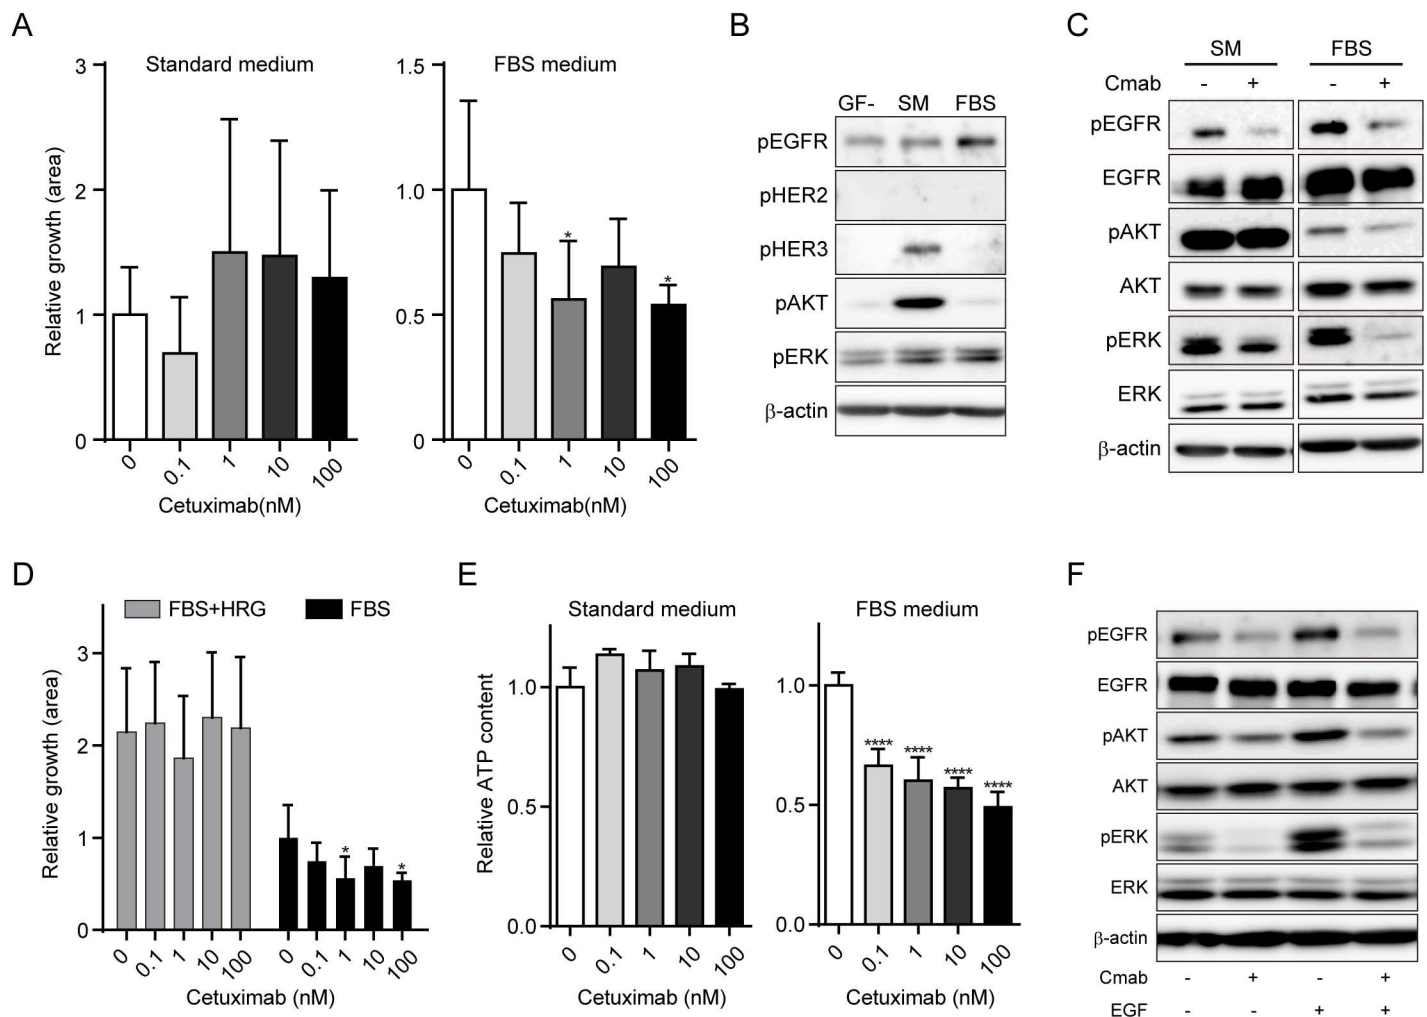 A
Standard medium
FBS medium
Relative growth (area)
3
2
1
0
1.5
1.0
0.5
0
0 0.1 1 10 100
0 0.1 1 10 100
* *
Cetuximab(nM)
Cetuximab(nM)
B
GF- SM FBS
pEGFR
pHER2
pHER3
pAKT
pERK
β-actin
C
SM FBS
Cmab - + - +
pEGFR
EGFR
pAKT
AKT
pERK
ERK
β-actin
D
FBS+HRG FBS
Relative growth (area)
3
2
1
0
* *
0 0.1 1 10 100 0 0.1 1 10 100
Cetuximab (nM)
E
Standard medium
FBS medium
Relative ATP content
1.0
0.5
0.0
1.0
0.5
0.0
**** **** **** ****
0 0.1 1 10 100
0 0.1 1 10 100
Cetuximab (nM)
Cetuximab (nM)
F
pEGFR
EGFR
pAKT
AKT
pERK
ERK
β-actin
Cmab - + - +
EGF - - + +